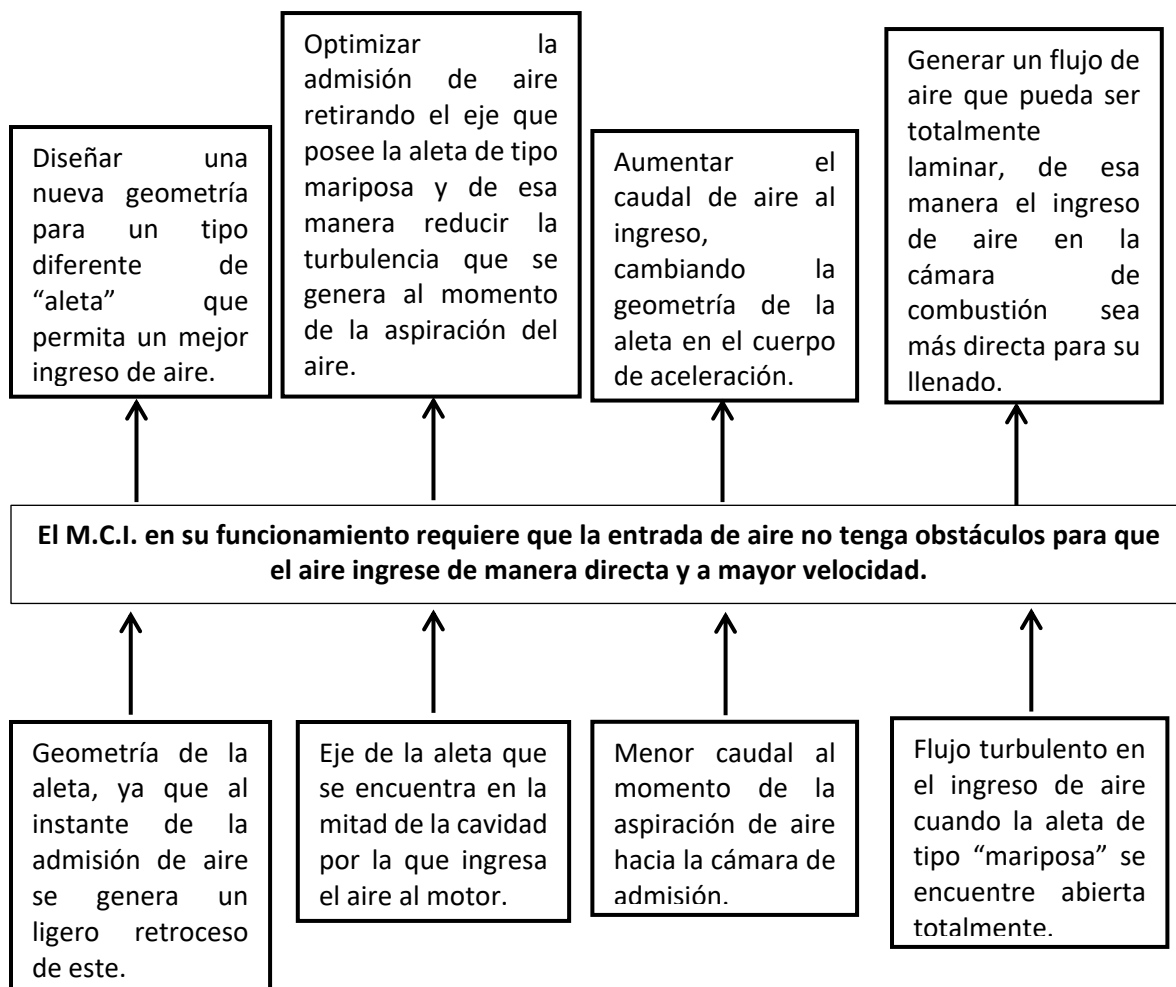 Diseñar una
nueva geometría
para un tipo
diferente de
“aleta” que
permita un mejor
ingreso de aire.
Optimizar la
admisión de aire
retirando el eje que
posee la aleta de tipo
mariposa y de esa
manera reducir la
turbulencia que se
genera al momento
de la aspiración del
aire.
Aumentar el
caudal de aire al
ingreso,
cambiando la
geometría de la
aleta en el cuerpo
de aceleración.
Generar un flujo de
aire que pueda ser
totalmente
laminar, de esa
manera el ingreso
de aire en la
cámara de
combustión sea
más directa para su
llenado.
El M.C.I. en su funcionamiento requiere que la entrada de aire no tenga obstáculos para que
el aire ingrese de manera directa y a mayor velocidad.
Geometría de la
aleta, ya que al
instante de la
admisión de aire
se genera un
ligero retroceso
de este.
Eje de la aleta que
se encuentra en la
mitad de la cavidad
por la que ingresa
el aire al motor.
Menor caudal al
momento de la
aspiración de aire
hacia la cámara de
admisión.
Flujo turbulento en
el ingreso de aire
cuando la aleta de
tipo “mariposa” se
encuentre abierta
totalmente.